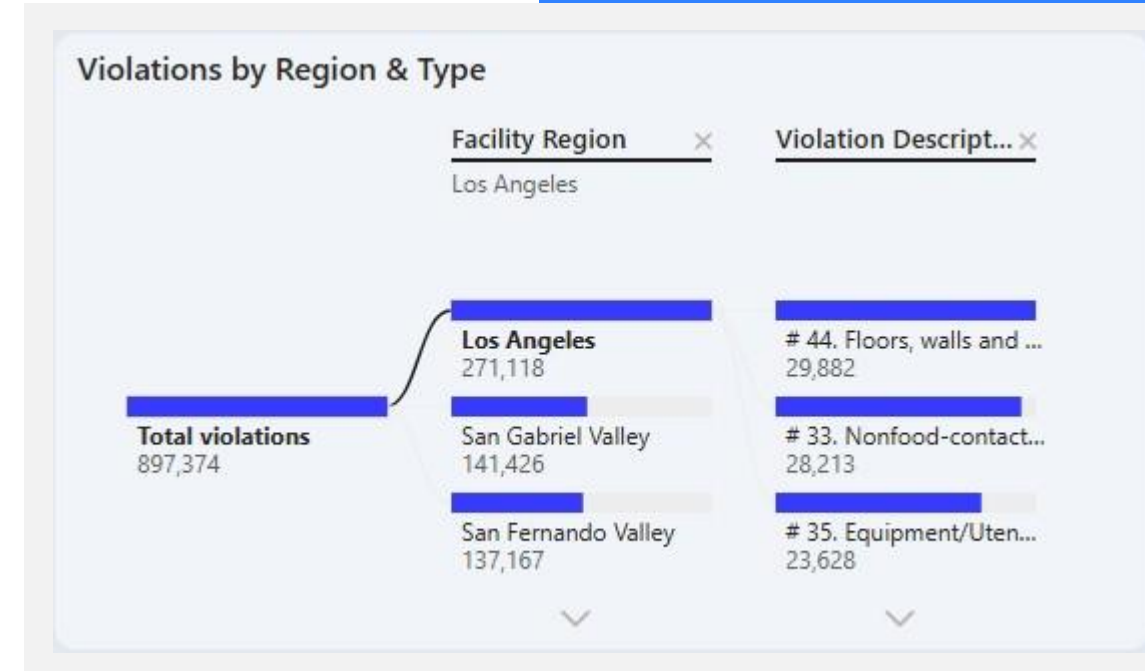 Violations by Region & Type
Facility Region
Los Angeles
Violation Descript...
Total violations
897,374
Los Angeles
271,118
San Gabriel Valley
141,426
San Fernando Valley
137,167
# 44. Floors, walls and ...
29,882
# 33. Nonfood-contact...
28,213
# 35. Equipment/Uten...
23,628